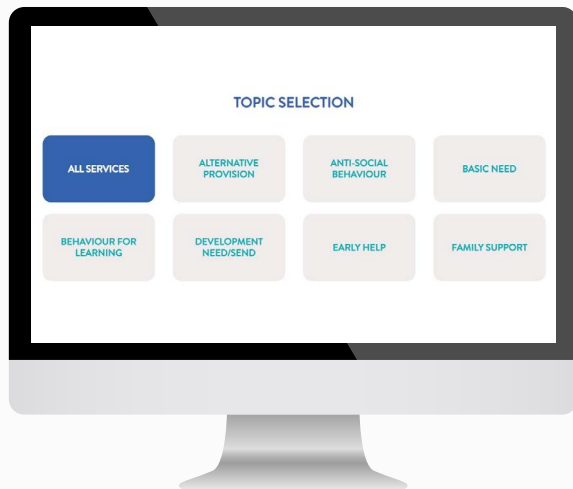 TOPIC SELECTION
ALL SERVICES
ALTERNATIVE
PROVISION
ANTI-SOCIAL
BEHAVIOUR
BASIC NEED
BEHAVIOUR FOR
LEARNING
DEVELOPMENT
NEED/SEND
EARLY HELP
FAMILY SUPPORT